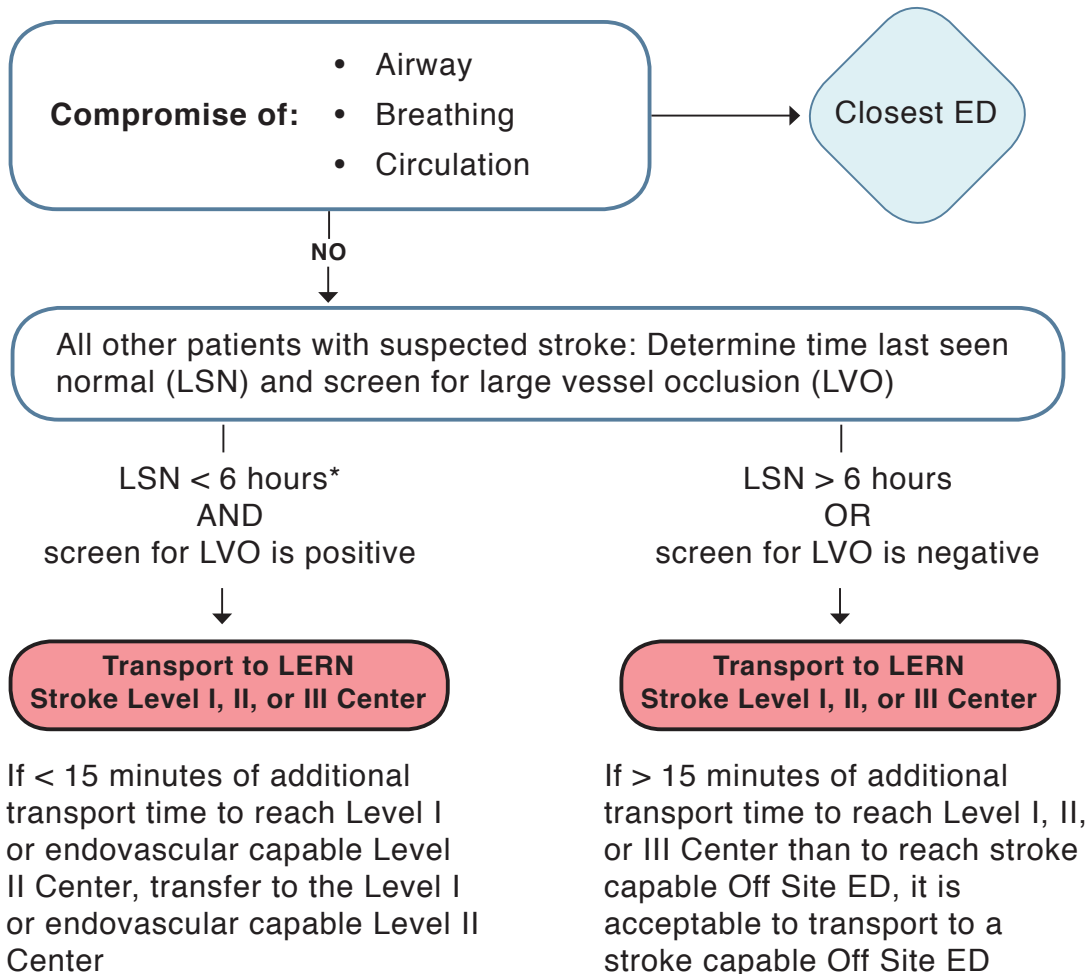 Compromise of:
• Airway
• Breathing
• Circulation
Closest ED
NO
All other patients with suspected stroke: Determine time last seen
normal (LSN) and screen for large vessel occlusion (LVO)
LSN < 6 hours*
AND
screen for LVO is positive
Transport to LERN
Stroke Level I, II, or III Center
If < 15 minutes of additional
transport time to reach Level I
or endovascular capable Level
II Center, transfer to the Level I
or endovascular capable Level II
Center
LSN > 6 hours
OR
screen for LVO is negative
Transport to LERN
Stroke Level I, II, or III Center
If > 15 minutes of additional
transport time to reach Level I, II,
or III Center than to reach stroke
capable Off Site ED, it is
acceptable to transport to a
stroke capable Off Site ED